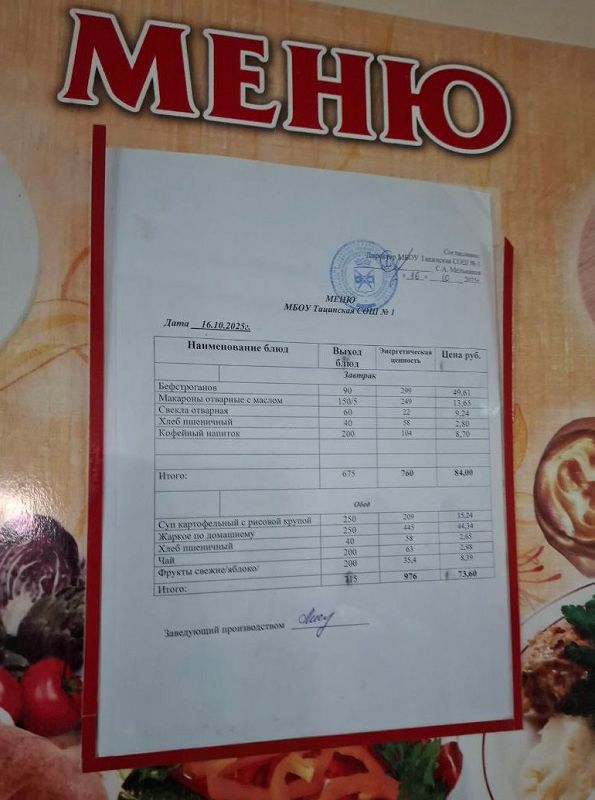 МЕНЮ
Согласовано:
Директор МБОУ Тацинская СОШ № 1
С.А. Мельников
« 16 » 10 2025г.
МЕНЮ
МБОУ Тацинская СОШ № 1
Дата 16.10.2025г.
Наименование блюд Выход блюд Энергетическая ценность Цена руб.
Завтрак
Бефстроганов 90 299 49,61
Макароны отварные с маслом 150/5 249 13,65
Свекла отварная 60 22 9,24
Хлеб пшеничный 40 58 2,80
Кофейный напиток 200 104 8,70
Итого: 675 760 84,00
Обед
Суп картофельный с рисовой крупой 250 209 15,24
Жаркое по домашнему 250 445 44,34
Хлеб пшеничный 40 58 2,65
Чай 200 63 2,98
Фрукты свежие/яблоко/ 200 35,4 8,39
Итого: 976 73,60
Заведующий производством